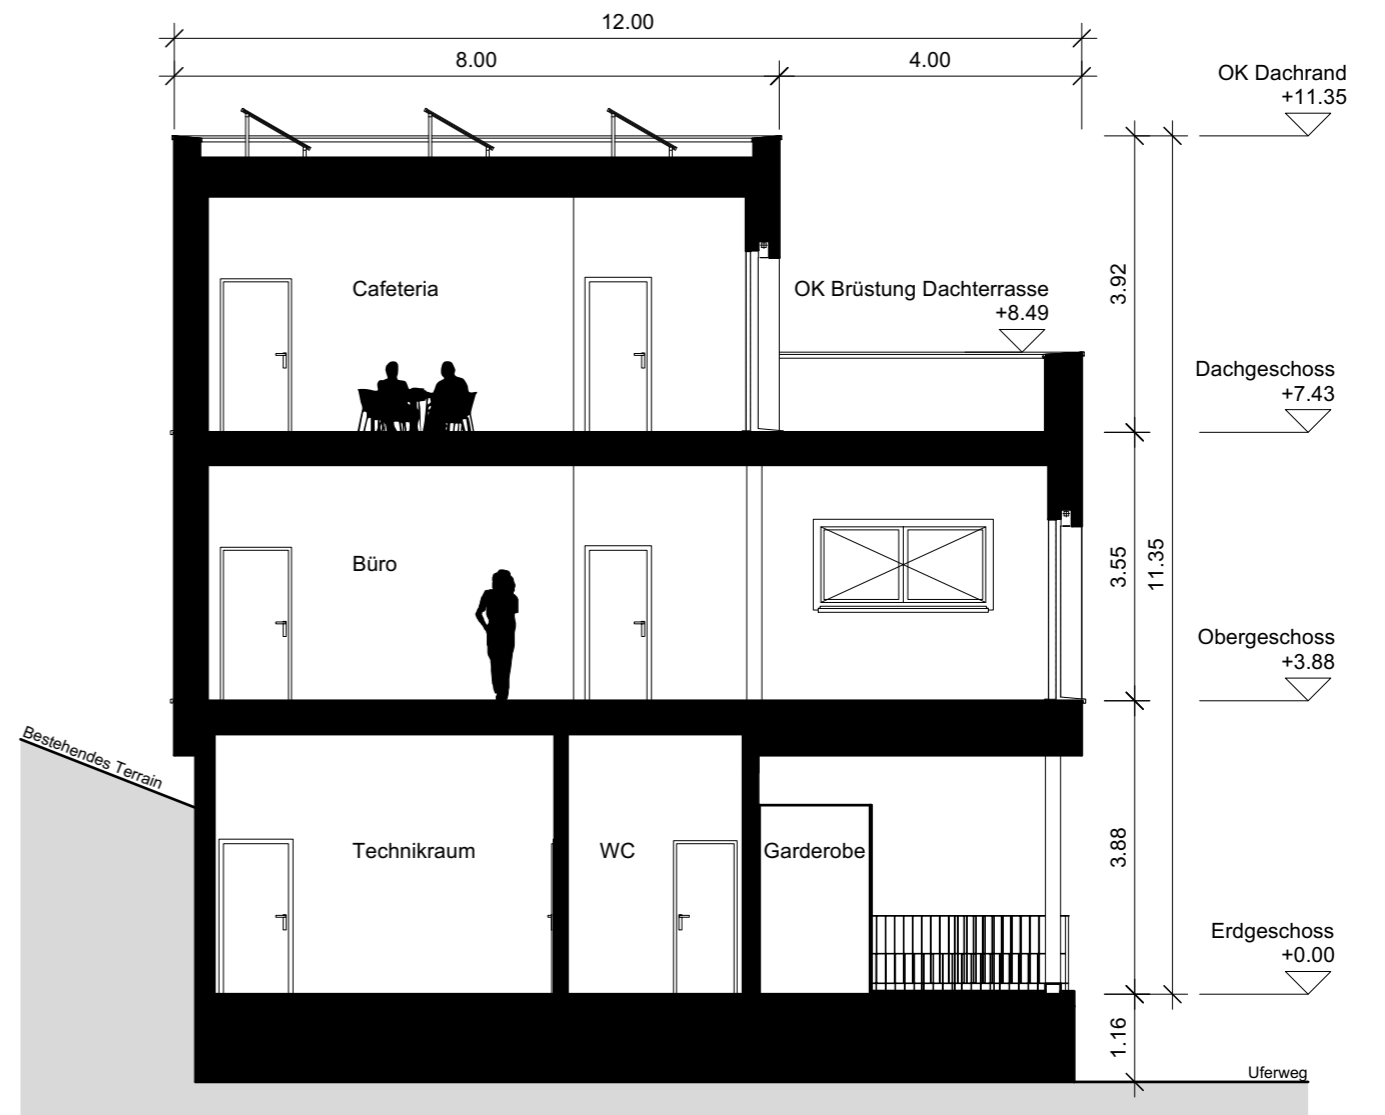 12.00
8.00
4.00
OK Dachrand
+11.35
Cafeteria
OK Brüstung Dachterrasse
+8.49
3.92
Dachgeschoss
+7.43
Büro
3.55
11.35
Obergeschoss
+3.88
Bestehendes Terrain
Technikraum
WC
Garderobe
3.88
Erdgeschoss
+0.00
1.16
Uferweg